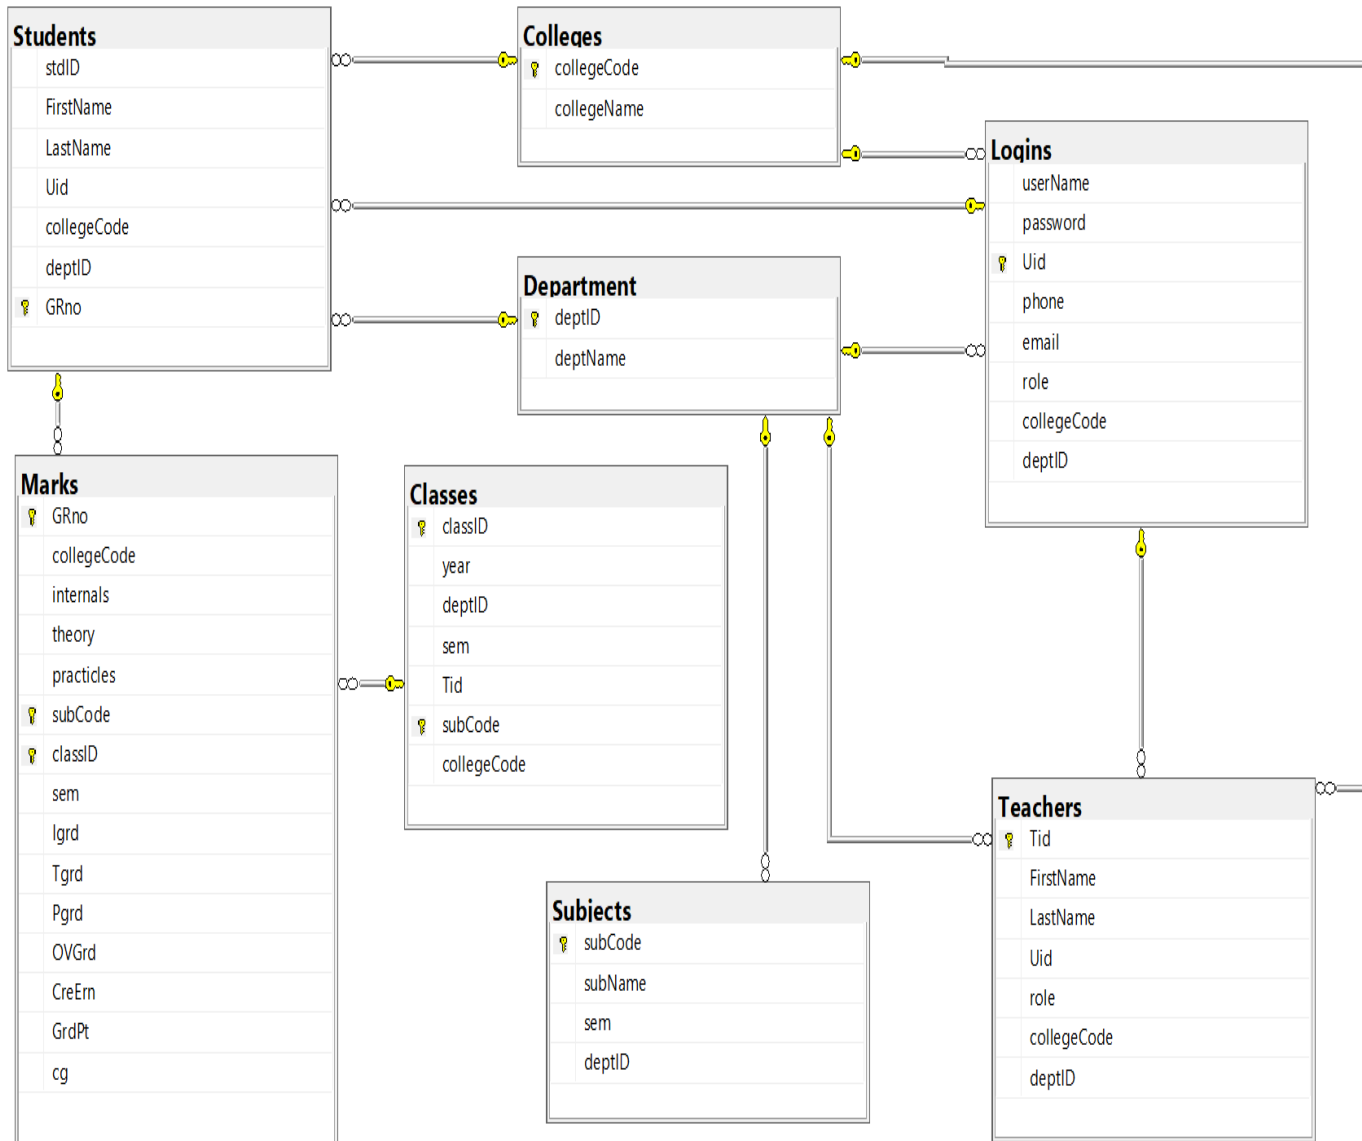 Students
stdID
FirstName
LastName
Uid
collegeCode
deptID
GRno
Colleges
collegeCode
collegeName
Logins
userName
password
Uid
phone
email
role
collegeCode
deptID
Department
deptID
deptName
Marks
GRno
collegeCode
internals
theory
practicles
subCode
classID
sem
Igrd
Tgrd
Pgrd
OVGrd
CreErn
GrdPt
cg
Classes
classID
year
deptID
sem
Tid
subCode
collegeCode
Subjects
subCode
subName
sem
deptID
Teachers
Tid
FirstName
LastName
Uid
role
collegeCode
deptID